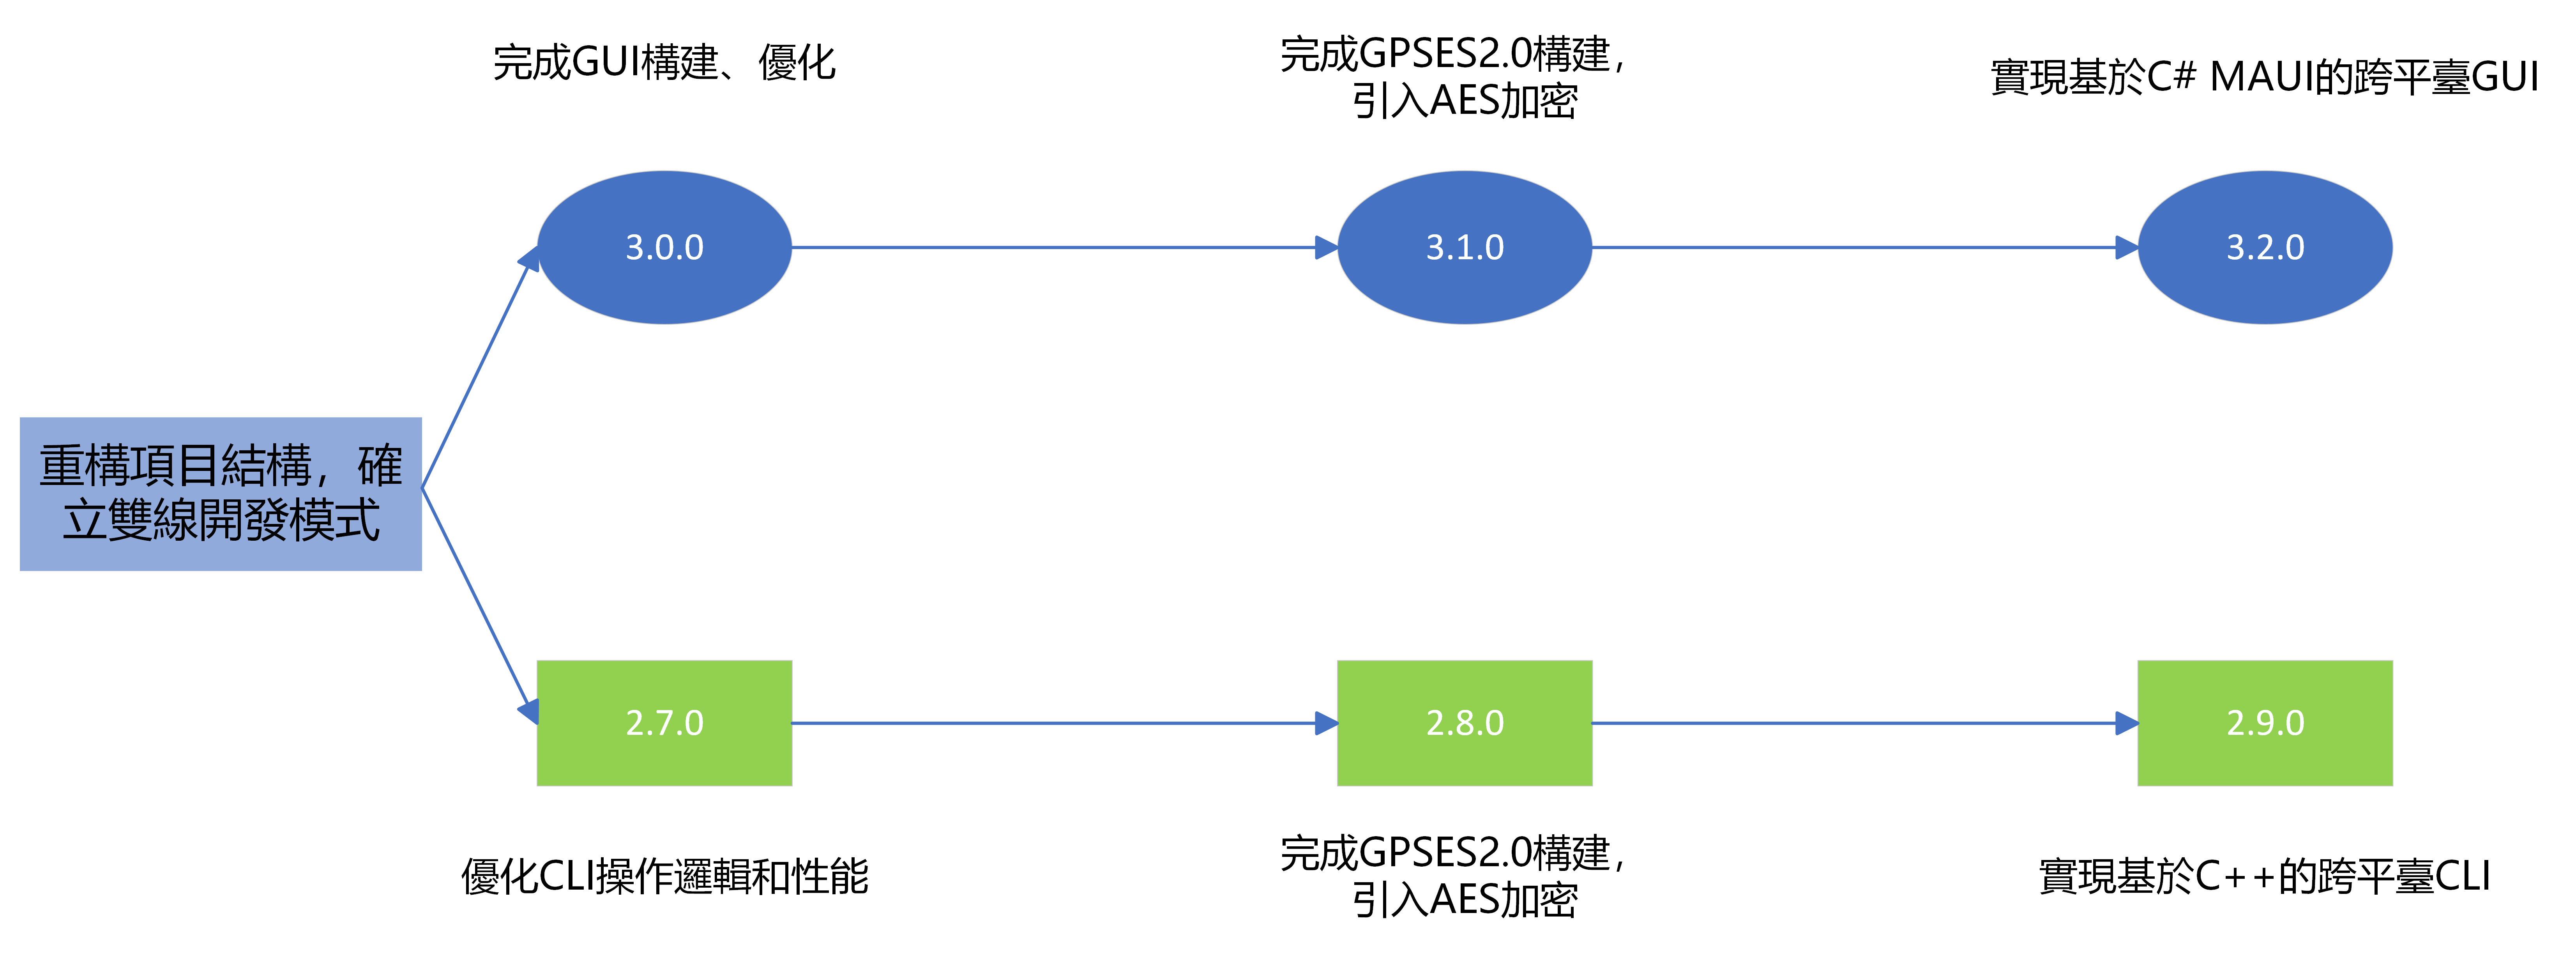 完成GUI構建、優化
完成GPSES2.0構建，
引入AES加密
實現基於C# MAUI的跨平臺GUI
3.0.0
3.1.0
3.2.0
重構項目結構，確
立雙線開發模式
2.7.0
2.8.0
2.9.0
優化CLI操作邏輯和性能
完成GPSES2.0構建，
引入AES加密
實現基於C++的跨平臺CLI